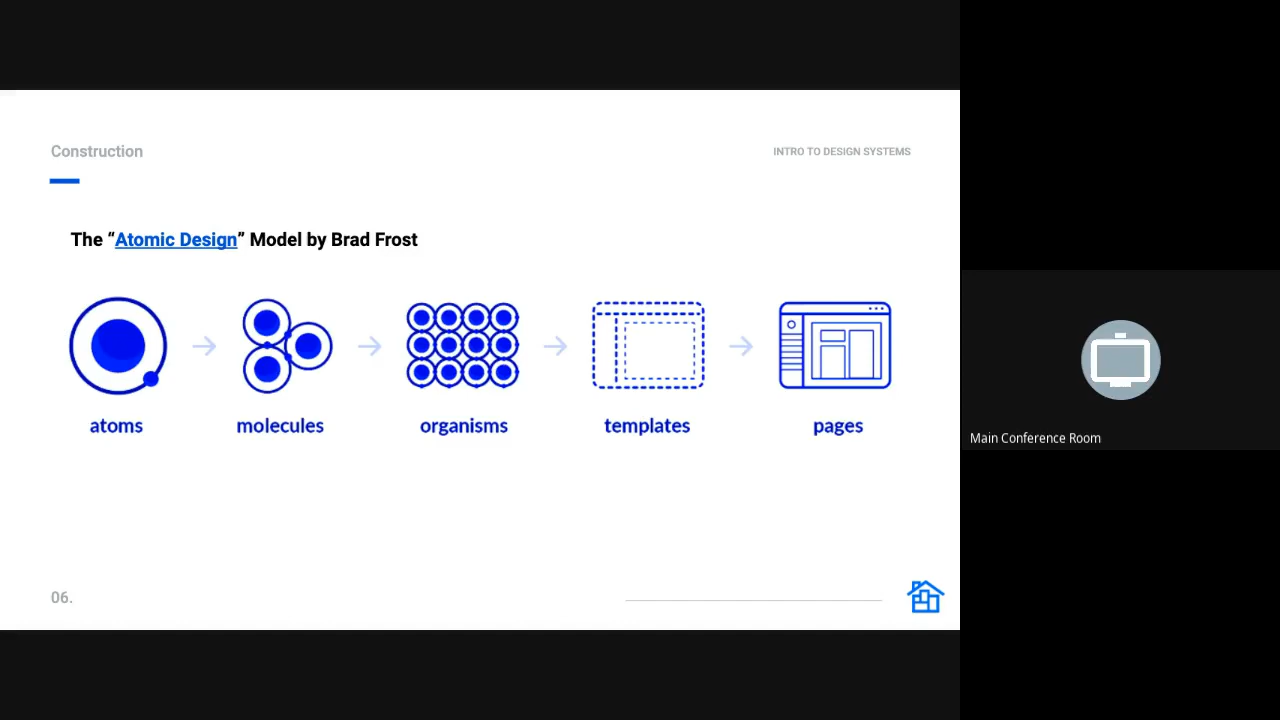 Construction
INTRO TO DESIGN SYSTEMS
The “Atomic Design” Model by Brad Frost
atoms
molecules
organisms
templates
pages
06.
Main Conference Room